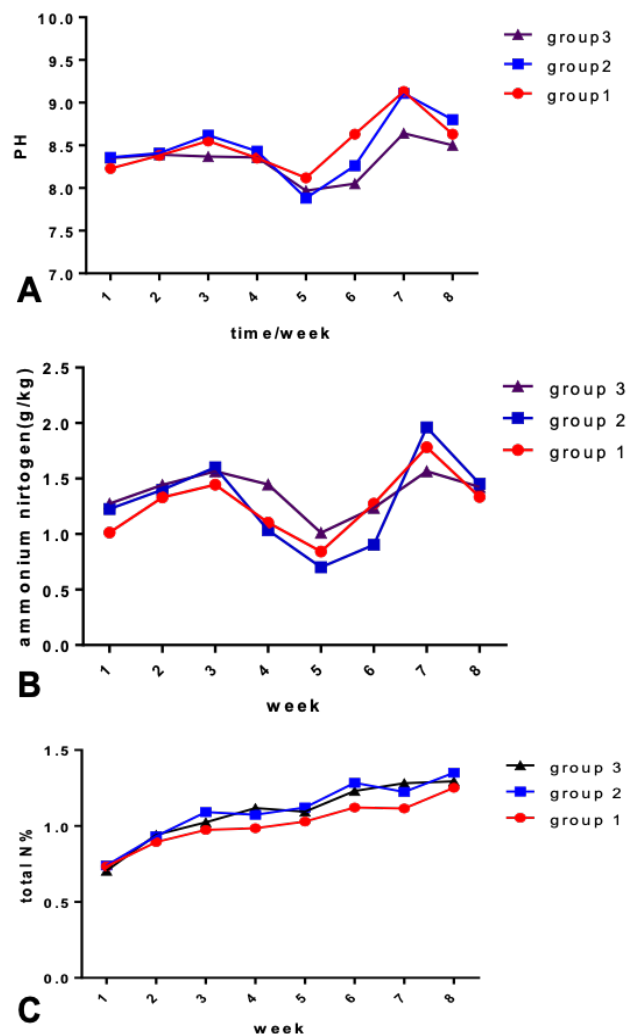 10.0
9.5
9.0
8.5
8.0
7.5
7.0
PH
1 2 3 4 5 6 7 8
time/week
group3
group2
group1
A
2.5
2.0
1.5
1.0
0.5
0.0
ammonium nirtogen(g/kg)
1 2 3 4 5 6 7 8
week
group 3
group 2
group 1
B
1.5
1.0
0.5
0.0
total N%
1 2 3 4 5 6 7 8
week
group 3
group 2
group 1
C